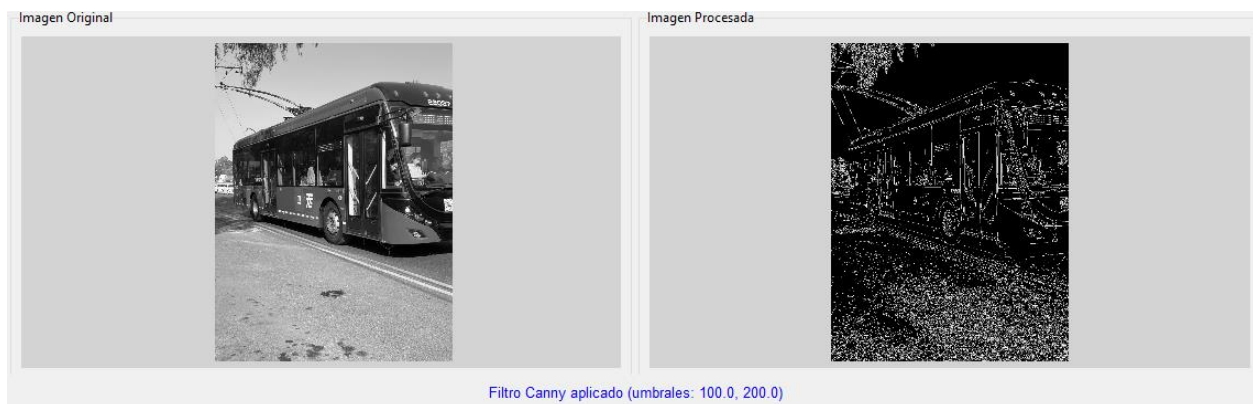 Imagen Original
Imagen Procesada
Filtro Canny aplicado (umbrales: 100.0, 200.0)